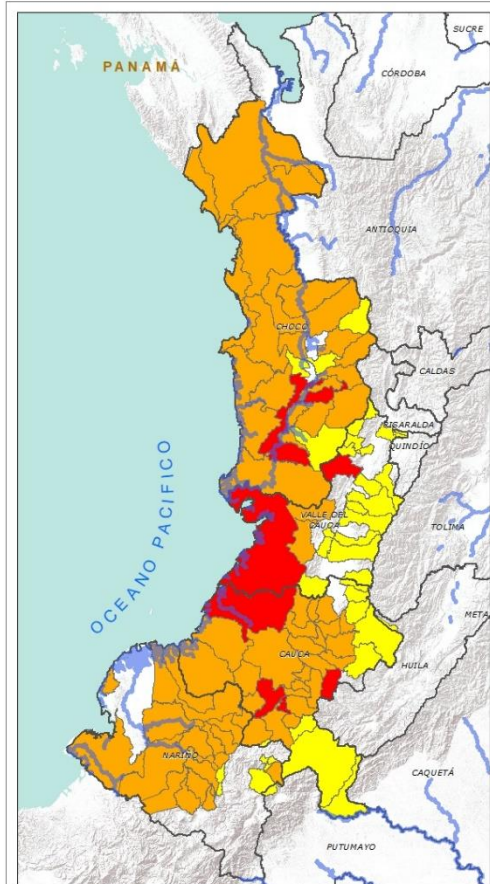 SUCRE
PANAMÁ
CÓRDOBA
ANTIOQUIA
CHOCÓ
CALDAS
RISARALDA
QUINDÍO
OCEANO PACIFICO
VALLE DEL
CAUCA
TOLIMA
META
CAUCA
HUILA
NARIÑO
CAQUETÁ
PUTUMAYO